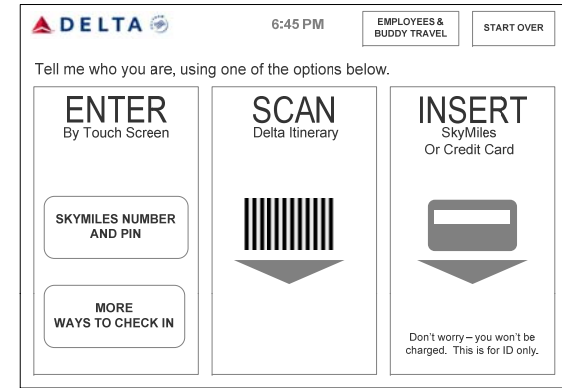 DELTA
6:45 PM
EMPLOYEES &
BUDDY TRAVEL
START OVER
Tell me who you are, using one of the options below.
ENTER
By Touch Screen
SKYMILES NUMBER
AND PIN
MORE
WAYS TO CHECK IN
SCAN
Delta Itinerary
INSERT
SkyMiles
Or Credit Card
Don't worry – you won't be
charged. This is for ID only.